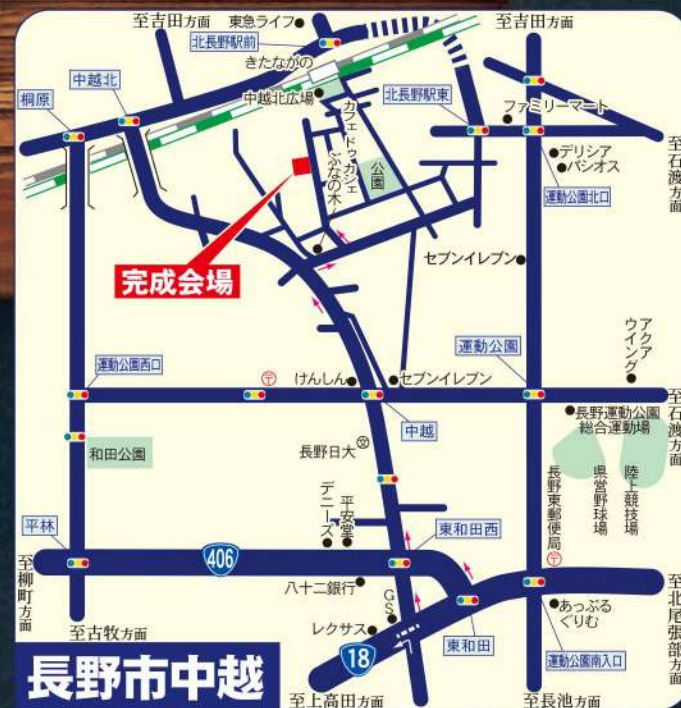 至吉田方面
東急ライフ
至吉田方面
北長野駅前
きたながの
中越北
桐原
中越北広場
カフェドゥガシェ
ぶなの木
公園
北長野駅東
ファミリーマート
デリシア
パシオス
運動公園北口
至石渡方面
完成会場
セブンイレブン
アクア
ウイング
運動公園
運動公園西口
〒
けんしん
セブンイレブン
中越
至石渡方面
長野運動公園
総合運動場
和田公園
長野日大
文
陸上競技場
県営野球場
長野東郵便局
〒
デニーズ
平安堂
平林
406
東和田西
至柳町方面
八十二銀行
GS
レクサス
18
東和田
あっぷる
ぐりむ
至北尾張部方面
運動公園南入口
至古牧方面
長野市中越
至上高田方面
至長池方面